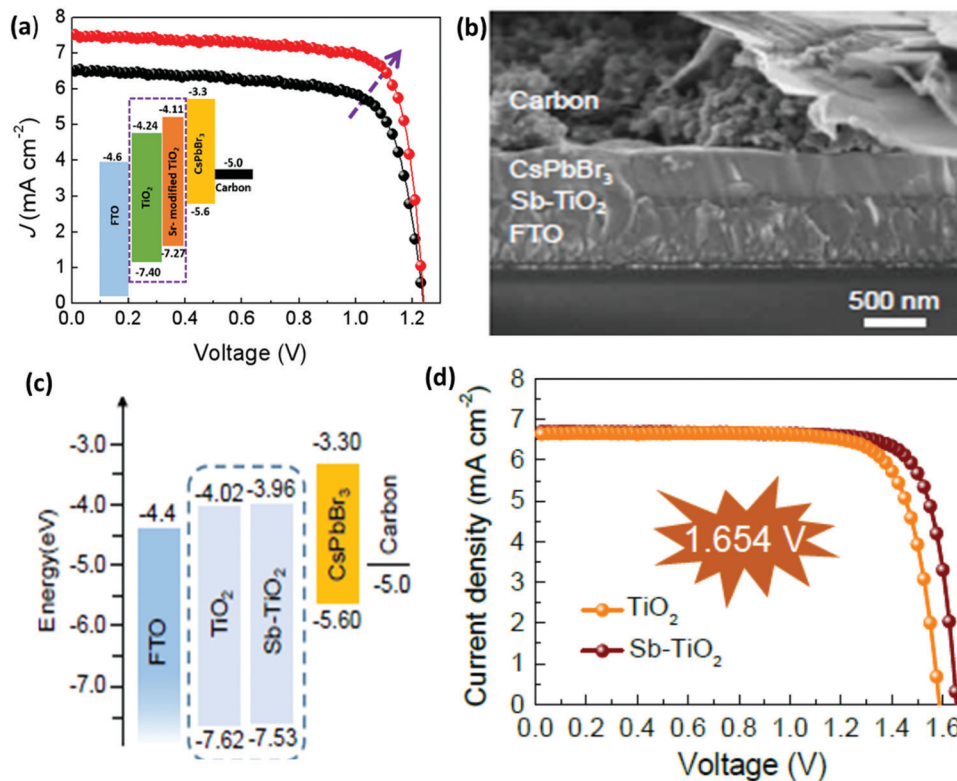 (a)
J (mA cm⁻²)
8
7
6
5
4
3
2
1
0
0.0 0.2 0.4 0.6 0.8 1.0 1.2
Voltage (V)
-4.6
FTO
-4.24
TiO₂
-7.40
-4.11
Sr- modified TiO₂
-7.27
-3.3
CsPbBr₃
-5.6
-5.0
Carbon
(b)
Carbon
CsPbBr₃
Sb-TiO₂
FTO
500 nm
(c)
Energy(eV)
-3.0
-4.0
-5.0
-6.0
-7.0
-4.4
FTO
-4.02
TiO₂
-7.62
-3.96
Sb-TiO₂
-7.53
-3.30
CsPbBr₃
-5.60
Carbon
-5.0
(d)
Current density (mA cm⁻²)
8
7
6
5
4
3
2
1
0
1.654 V
TiO₂
Sb-TiO₂
0.0 0.2 0.4 0.6 0.8 1.0 1.2 1.4 1.6
Voltage (V)